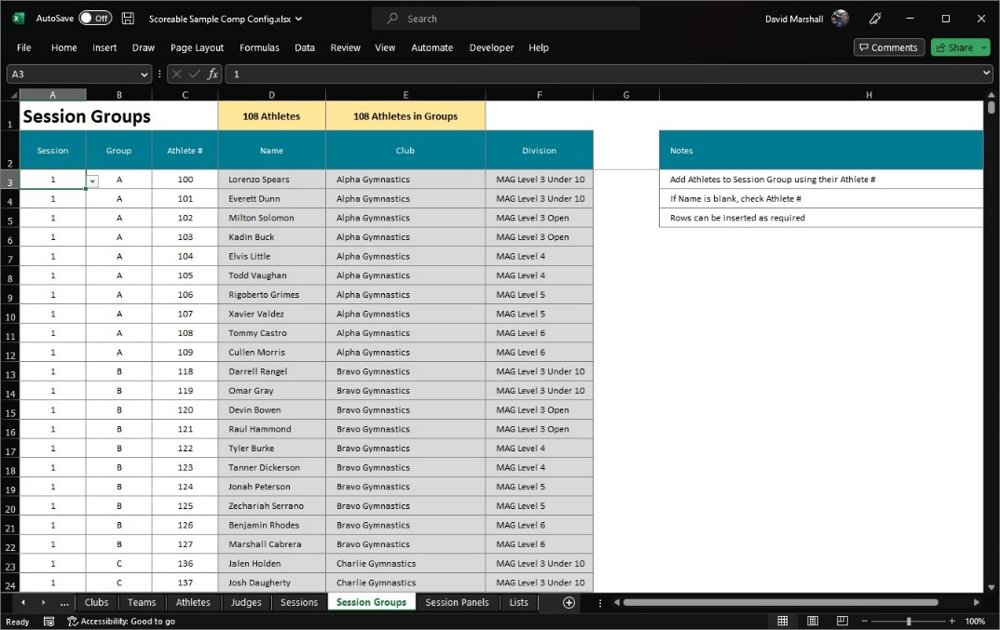 AutoSave Off Scoreable Sample Comp Config.xlsx Search David Marshall
File Home Insert Draw Page Layout Formulas Data Review View Automate Developer Help Comments Share
A3 fx 1
A B C D E F G H
1 Session Groups 108 Athletes 108 Athletes in Groups
2 Session Group Athlete # Name Club Division Notes
3 1 A 100 Lorenzo Spears Alpha Gymnastics MAG Level 3 Under 10 Add Athletes to Session Group using their Athlete #
4 1 A 101 Everett Dunn Alpha Gymnastics MAG Level 3 Under 10 If Name is blank, check Athlete #
5 1 A 102 Milton Solomon Alpha Gymnastics MAG Level 3 Open Rows can be inserted as required
6 1 A 103 Kadin Buck Alpha Gymnastics MAG Level 3 Open
7 1 A 104 Elvis Little Alpha Gymnastics MAG Level 4
8 1 A 105 Todd Vaughan Alpha Gymnastics MAG Level 4
9 1 A 106 Rigoberto Grimes Alpha Gymnastics MAG Level 5
10 1 A 107 Xavier Valdez Alpha Gymnastics MAG Level 5
11 1 A 108 Tommy Castro Alpha Gymnastics MAG Level 6
12 1 A 109 Cullen Morris Alpha Gymnastics MAG Level 6
13 1 B 118 Darrell Rangel Bravo Gymnastics MAG Level 3 Under 10
14 1 B 119 Omar Gray Bravo Gymnastics MAG Level 3 Under 10
15 1 B 120 Devin Bowen Bravo Gymnastics MAG Level 3 Open
16 1 B 121 Raul Hammond Bravo Gymnastics MAG Level 3 Open
17 1 B 122 Tyler Burke Bravo Gymnastics MAG Level 4
18 1 B 123 Tanner Dickerson Bravo Gymnastics MAG Level 4
19 1 B 124 Jonah Peterson Bravo Gymnastics MAG Level 5
20 1 B 125 Zechariah Serrano Bravo Gymnastics MAG Level 5
21 1 B 126 Benjamin Rhodes Bravo Gymnastics MAG Level 6
22 1 B 127 Marshall Cabrera Bravo Gymnastics MAG Level 6
23 1 C 136 Jalen Holden Charlie Gymnastics MAG Level 3 Under 10
24 1 C 137 Josh Daugherty Charlie Gymnastics MAG Level 3 Under 10
... Clubs Teams Athletes Judges Sessions Session Groups Session Panels Lists
Ready Accessibility: Good to go 100%